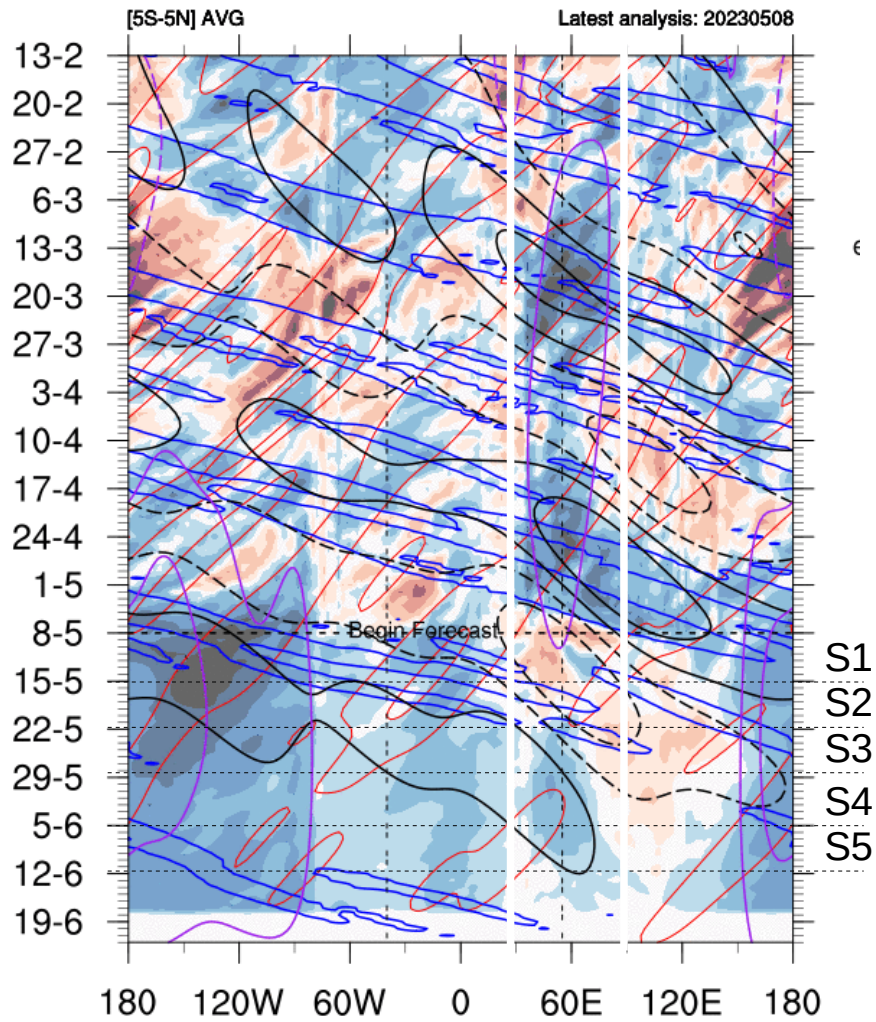 [5S-5N] AVG Latest analysis: 20230508
13-2
20-2
27-2
6-3
13-3
e
20-3
27-3
3-4
10-4
17-4
24-4
1-5
8-5 Begin Forecast
S1
15-5
S2
22-5
S3
29-5
S4
5-6
S5
12-6
19-6
180 120W 60W 0 60E 120E 180